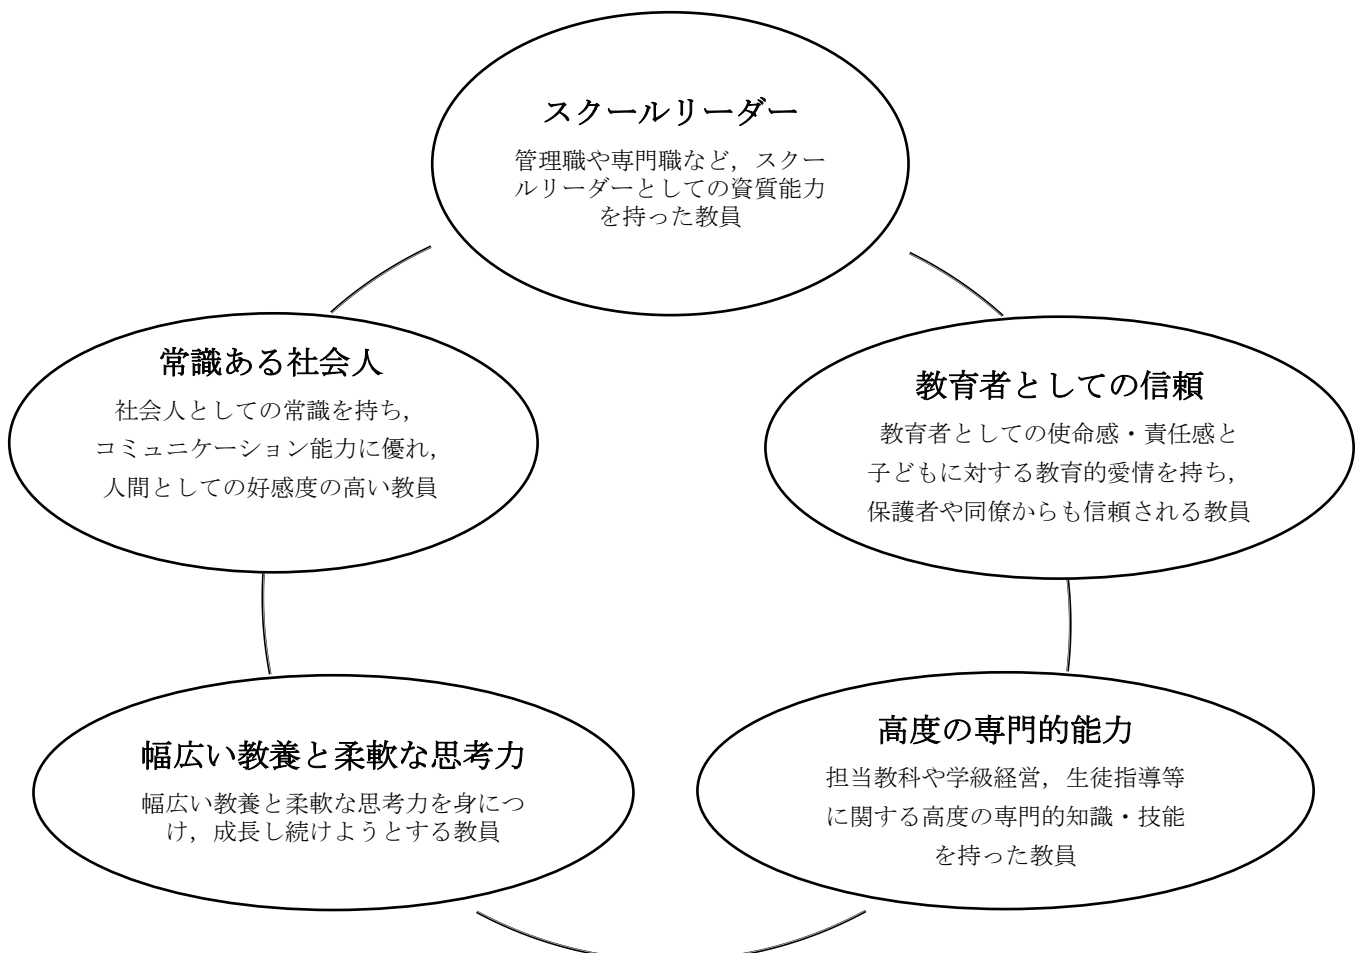 スクールリーダー
管理職や専門職など，スクー
ルリーダーとしての資質能力
を持った教員
常識ある社会人
社会人としての常識を持ち，
コミュニケーション能力に優れ，
人間としての好感度の高い教員
教育者としての信頼
教育者としての使命感・責任感と
子どもに対する教育的愛情を持ち，
保護者や同僚からも信頼される教員
幅広い教養と柔軟な思考力
幅広い教養と柔軟な思考力を身につ
け，成長し続けようとする教員
高度の専門的能力
担当教科や学級経営，生徒指導等
に関する高度の専門的知識・技能
を持った教員